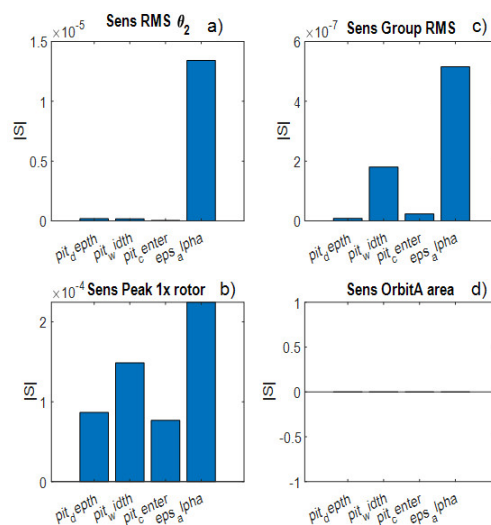 Sens RMS θ2 a)
×10-5
1.5
1
0.5
0
|S|
pit_depth
pit_width
pit_center
eps_alpha
Sens Group RMS c)
×10-7
6
4
2
0
|S|
pit_depth
pit_width
pit_center
eps_alpha
Sens Peak 1x rotor b)
×10-4
2
1
0
|S|
pit_depth
pit_width
pit_center
eps_alpha
Sens OrbitA area d)
1
0.5
0
-0.5
-1
|S|
pit_depth
pit_width
pit_center
eps_alpha